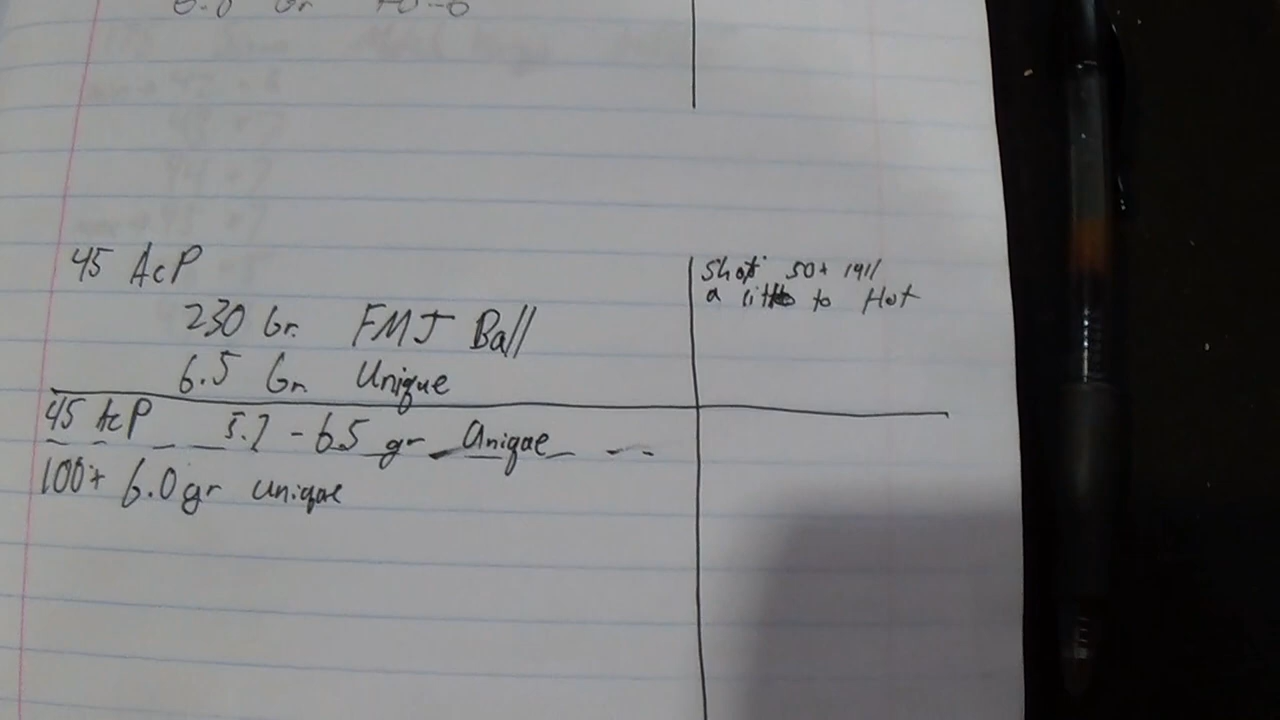 45 AcP
230 Gr. FMJ Ball
6.5 Gr Unique
Shot 50+ 1911
a little to Hot
45 AcP 5.7 - 6.5 gr Unique
100+ 6.0 gr unique